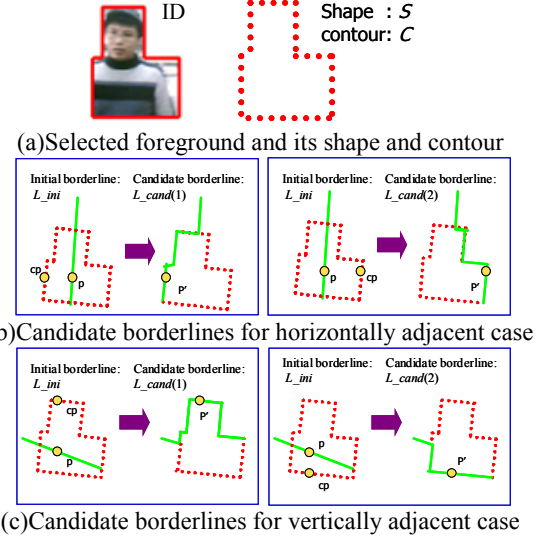 ID
Shape : S
contour: C
(a)Selected foreground and its shape and contour
Initial borderline: Candidate borderline:
L_ini L_cand(1)
cp
p
P'
Initial borderline: Candidate borderline:
L_ini L_cand(2)
p
cp
P'
b)Candidate borderlines for horizontally adjacent case
Initial borderline: Candidate borderline:
L_ini L_cand(1)
cp
P'
p
Initial borderline: Candidate borderline:
L_ini L_cand(2)
p
P'
cp
(c)Candidate borderlines for vertically adjacent case